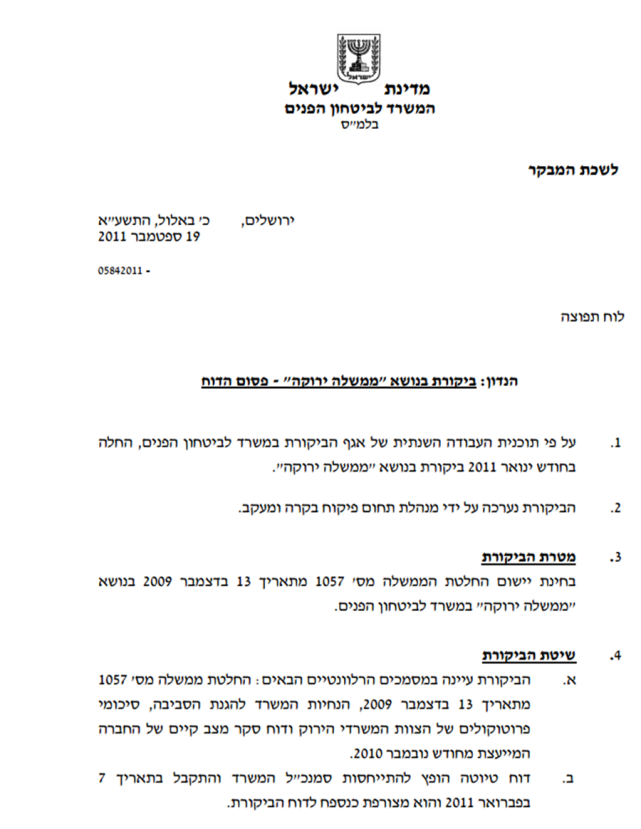 מדינת ישראל
המשרד לביטחון הפנים
בלמ"ס
לשכת המבקר
ירושלים, כ' באלול, התשע"א
19 ספטמבר 2011
05842011 -
לוח תפוצה
הנדון: ביקורת בנושא "ממשלה ירוקה" - פסום הדוח
1. על פי תוכנית העבודה השנתית של אגף הביקורת במשרד לביטחון הפנים, החלה
בחודש ינואר 2011 ביקורת בנושא "ממשלה ירוקה".
2. הביקורת נערכה על ידי מנהלת תחום פיקוח בקרה ומעקב.
3. מטרת הביקורת
בחינת יישום החלטת הממשלה מס' 1057 מתאריך 13 בדצמבר 2009 בנושא
"ממשלה ירוקה" במשרד לביטחון הפנים.
4. שיטת הביקורת
א. הביקורת עיינה במסמכים הרלוונטיים הבאים: החלטת ממשלה מס' 1057
מתאריך 13 בדצמבר 2009, הנחיות המשרד להגנת הסביבה, סיכומי
פרוטוקולים של הצוות המשרדי הירוק ודוח סקר מצב קיים של החברה
המייעצת מחודש נובמבר 2010.
ב. דוח טיוטה הופץ להתייחסות סמנכ"ל המשרד והתקבל בתאריך 7
בפברואר 2011 והוא מצורפת כנספח לדוח הביקורת.